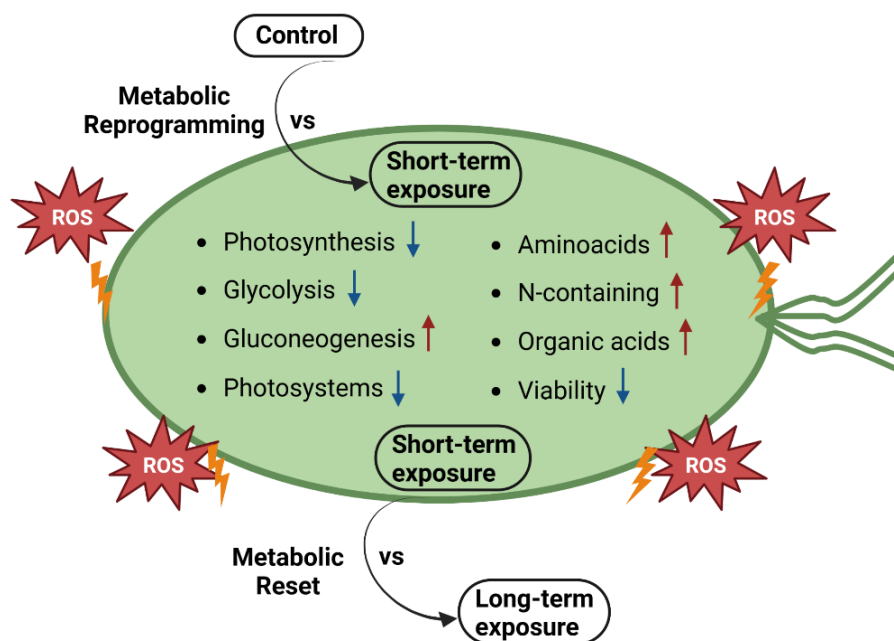 Control
Metabolic
Reprogramming
vs
Short-term
exposure
ROS
ROS
• Photosynthesis
• Glycolysis
• Gluconeogenesis
• Photosystems
• Aminoacids
• N-containing
• Organic acids
• Viability
Short-term
exposure
ROS
ROS
Metabolic
Reset
vs
Long-term
exposure